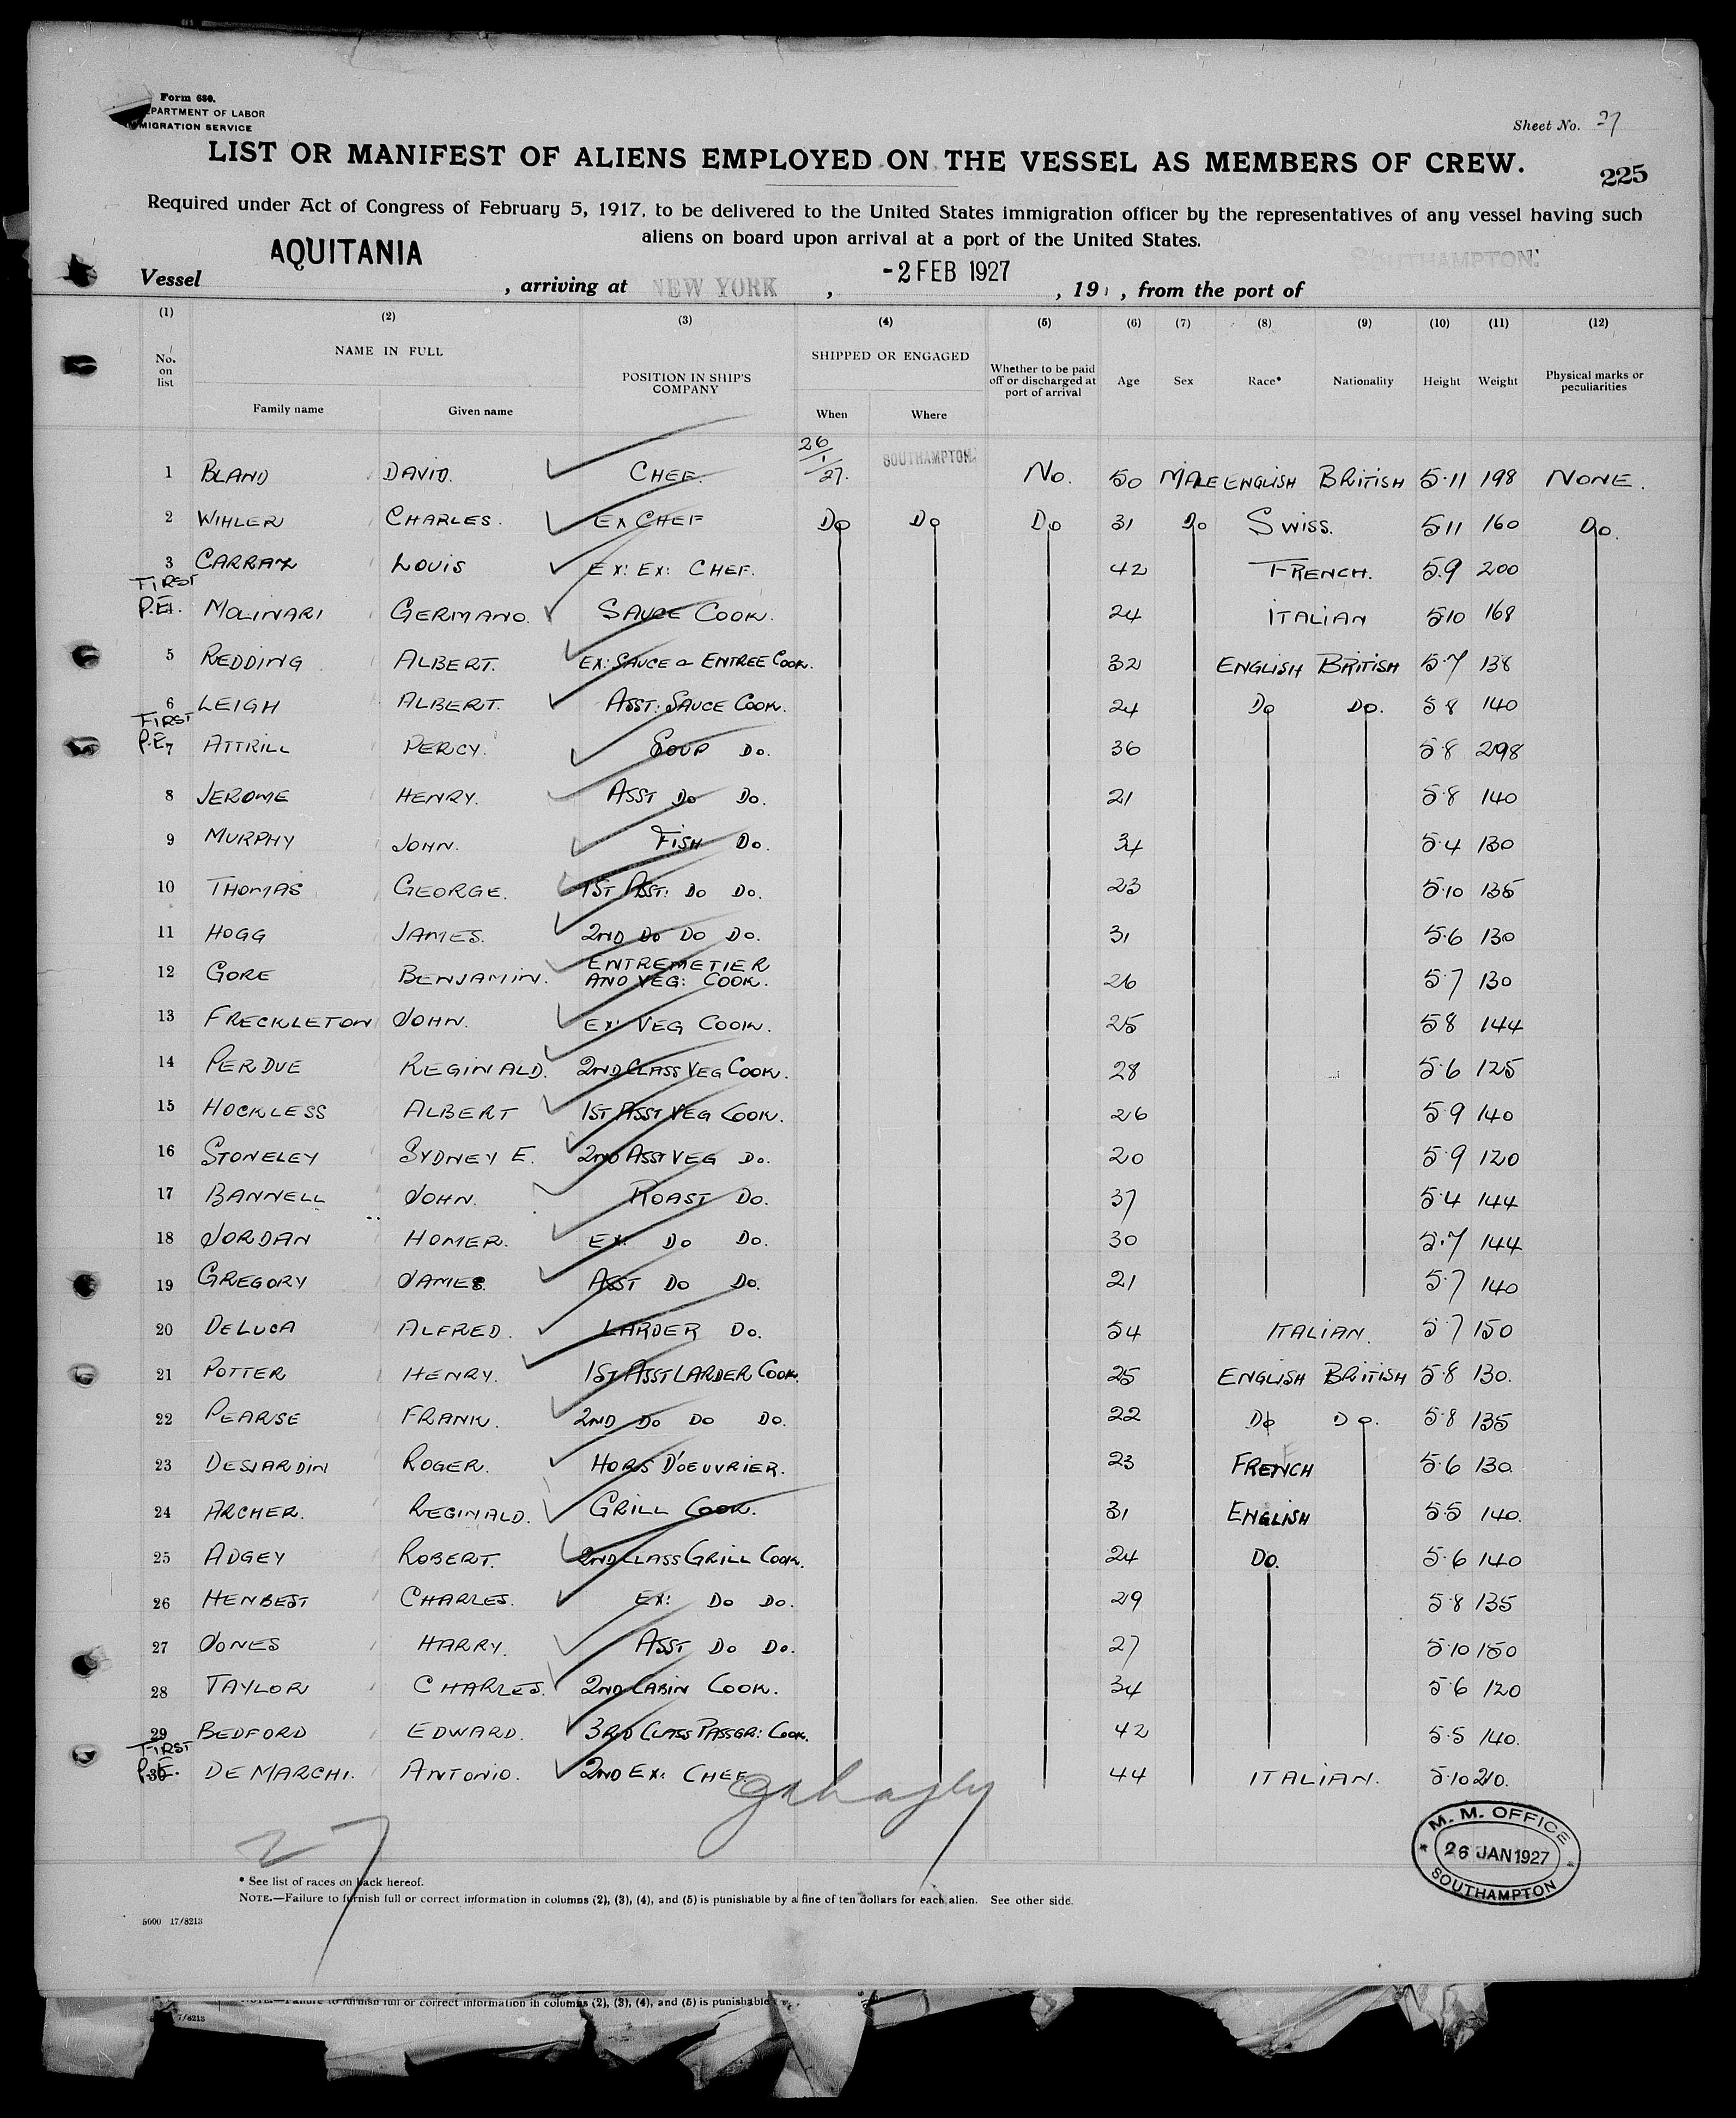 Form 680.
DEPARTMENT OF LABOR
IMMIGRATION SERVICE
Sheet No. 27
LIST OR MANIFEST OF ALIENS EMPLOYED ON THE VESSEL AS MEMBERS OF CREW.
225
Required under Act of Congress of February 5, 1917, to be delivered to the United States immigration officer by the representatives of any vessel having such
aliens on board upon arrival at a port of the United States.
Vessel AQUITANIA, arriving at NEW YORK, -2 FEB 1927, 19 , from the port of SOUTHAMPTON.
(1) (2) (3) (4) (5) (6) (7) (8) (9) (10) (11) (12)
No. on list NAME IN FULL POSITION IN SHIP'S COMPANY SHIPPED OR ENGAGED Whether to be paid off or discharged at port of arrival Age Sex Race* Nationality Height Weight Physical marks or peculiarities
Family name Given name When Where
1 BLAND DAVID. CHEF. 26/1/27. SOUTHAMPTON. No. 50 MALE ENGLISH BRITISH 5·11 198 NONE.
2 WIHLER CHARLES. EX CHEF Do Do Do 31 Do SWISS. 5 11 160 Do.
3 CARRAZ LOUIS EX: EX: CHEF. 42 FRENCH. 5.9 200
FIRST
P.E. MOLINARI GERMANO. SAUCE COOK. 24 ITALIAN 5 10 168
5 REDDING ALBERT. EX: SAUCE & ENTREE COOK. 32 ENGLISH BRITISH 5·7 138
6 LEIGH ALBERT. ASST: SAUCE COOK. 24 Do Do. 5 8 140
FIRST
P.E. 7 ATTRILL PERCY. SOUP Do. 36 5·8 298
8 JEROME HENRY. ASST Do Do. 21 5·8 140
9 MURPHY JOHN. FISH Do. 34 5·4 130
10 THOMAS GEORGE. 1ST ASST: Do Do. 23 5·10 135
11 HOGG JAMES. 2ND Do Do Do. 31 5·6 130
12 GORE BENJAMIN. ENTREMETIER AND VEG: COOK. 26 5·7 130
13 FRECKLETON JOHN. EX: VEG COOK. 25 5 8 144
14 PERDUE REGINALD. 2ND CLASS VEG COOK. 28 5·6 125
15 HOCKLESS ALBERT 1ST ASST VEG COOK. 26 5 9 140
16 STONELEY SYDNEY E. 2ND ASST VEG Do. 20 5·9 120
17 BANNELL JOHN. ROAST Do. 37 5·4 144
18 JORDAN HOMER. EX: Do Do. 30 5·7 144
19 GREGORY JAMES. ASST Do Do. 21 5·7 140
20 DELUCA ALFRED. LARDER Do. 54 ITALIAN. 5 7 150
21 POTTER HENRY. 1ST ASST LARDER COOK. 25 ENGLISH BRITISH 5·8 130.
22 PEARSE FRANK. 2ND Do Do Do. 22 Do Do. 5·8 135
23 DESJARDIN ROGER. HORS D'OEUVRIER. 23 FRENCH 5·6 130.
24 ARCHER. REGINALD. GRILL COOK. 31 ENGLISH 5·5 140.
25 ADGEY ROBERT. 2ND CLASS GRILL COOK. 24 Do. 5·6 140
26 HENBEST CHARLES. EX: Do Do. 29 5·8 135
27 JONES HARRY. ASST Do Do. 27 5·10 150
28 TAYLOR CHARLES. 2ND CABIN COOK. 34 5·6 120
29 BEDFORD EDWARD. 3RD CLASS PASSGR: COOK. 42 5·5 140.
FIRST
P.E. 30 DE MARCHI. ANTONIO. 2ND EX: CHEF 44 ITALIAN. 5·10 210.
27
M. M. OFFICE
26 JAN 1927
SOUTHAMPTON
* See list of races on back hereof.
NOTE.—Failure to furnish full or correct information in columns (2), (3), (4), and (5) is punishable by a fine of ten dollars for each alien. See other side.
5000 17/8213
NOTE.—Failure to furnish full or correct information in columns (2), (3), (4), and (5) is punishable
7/8213